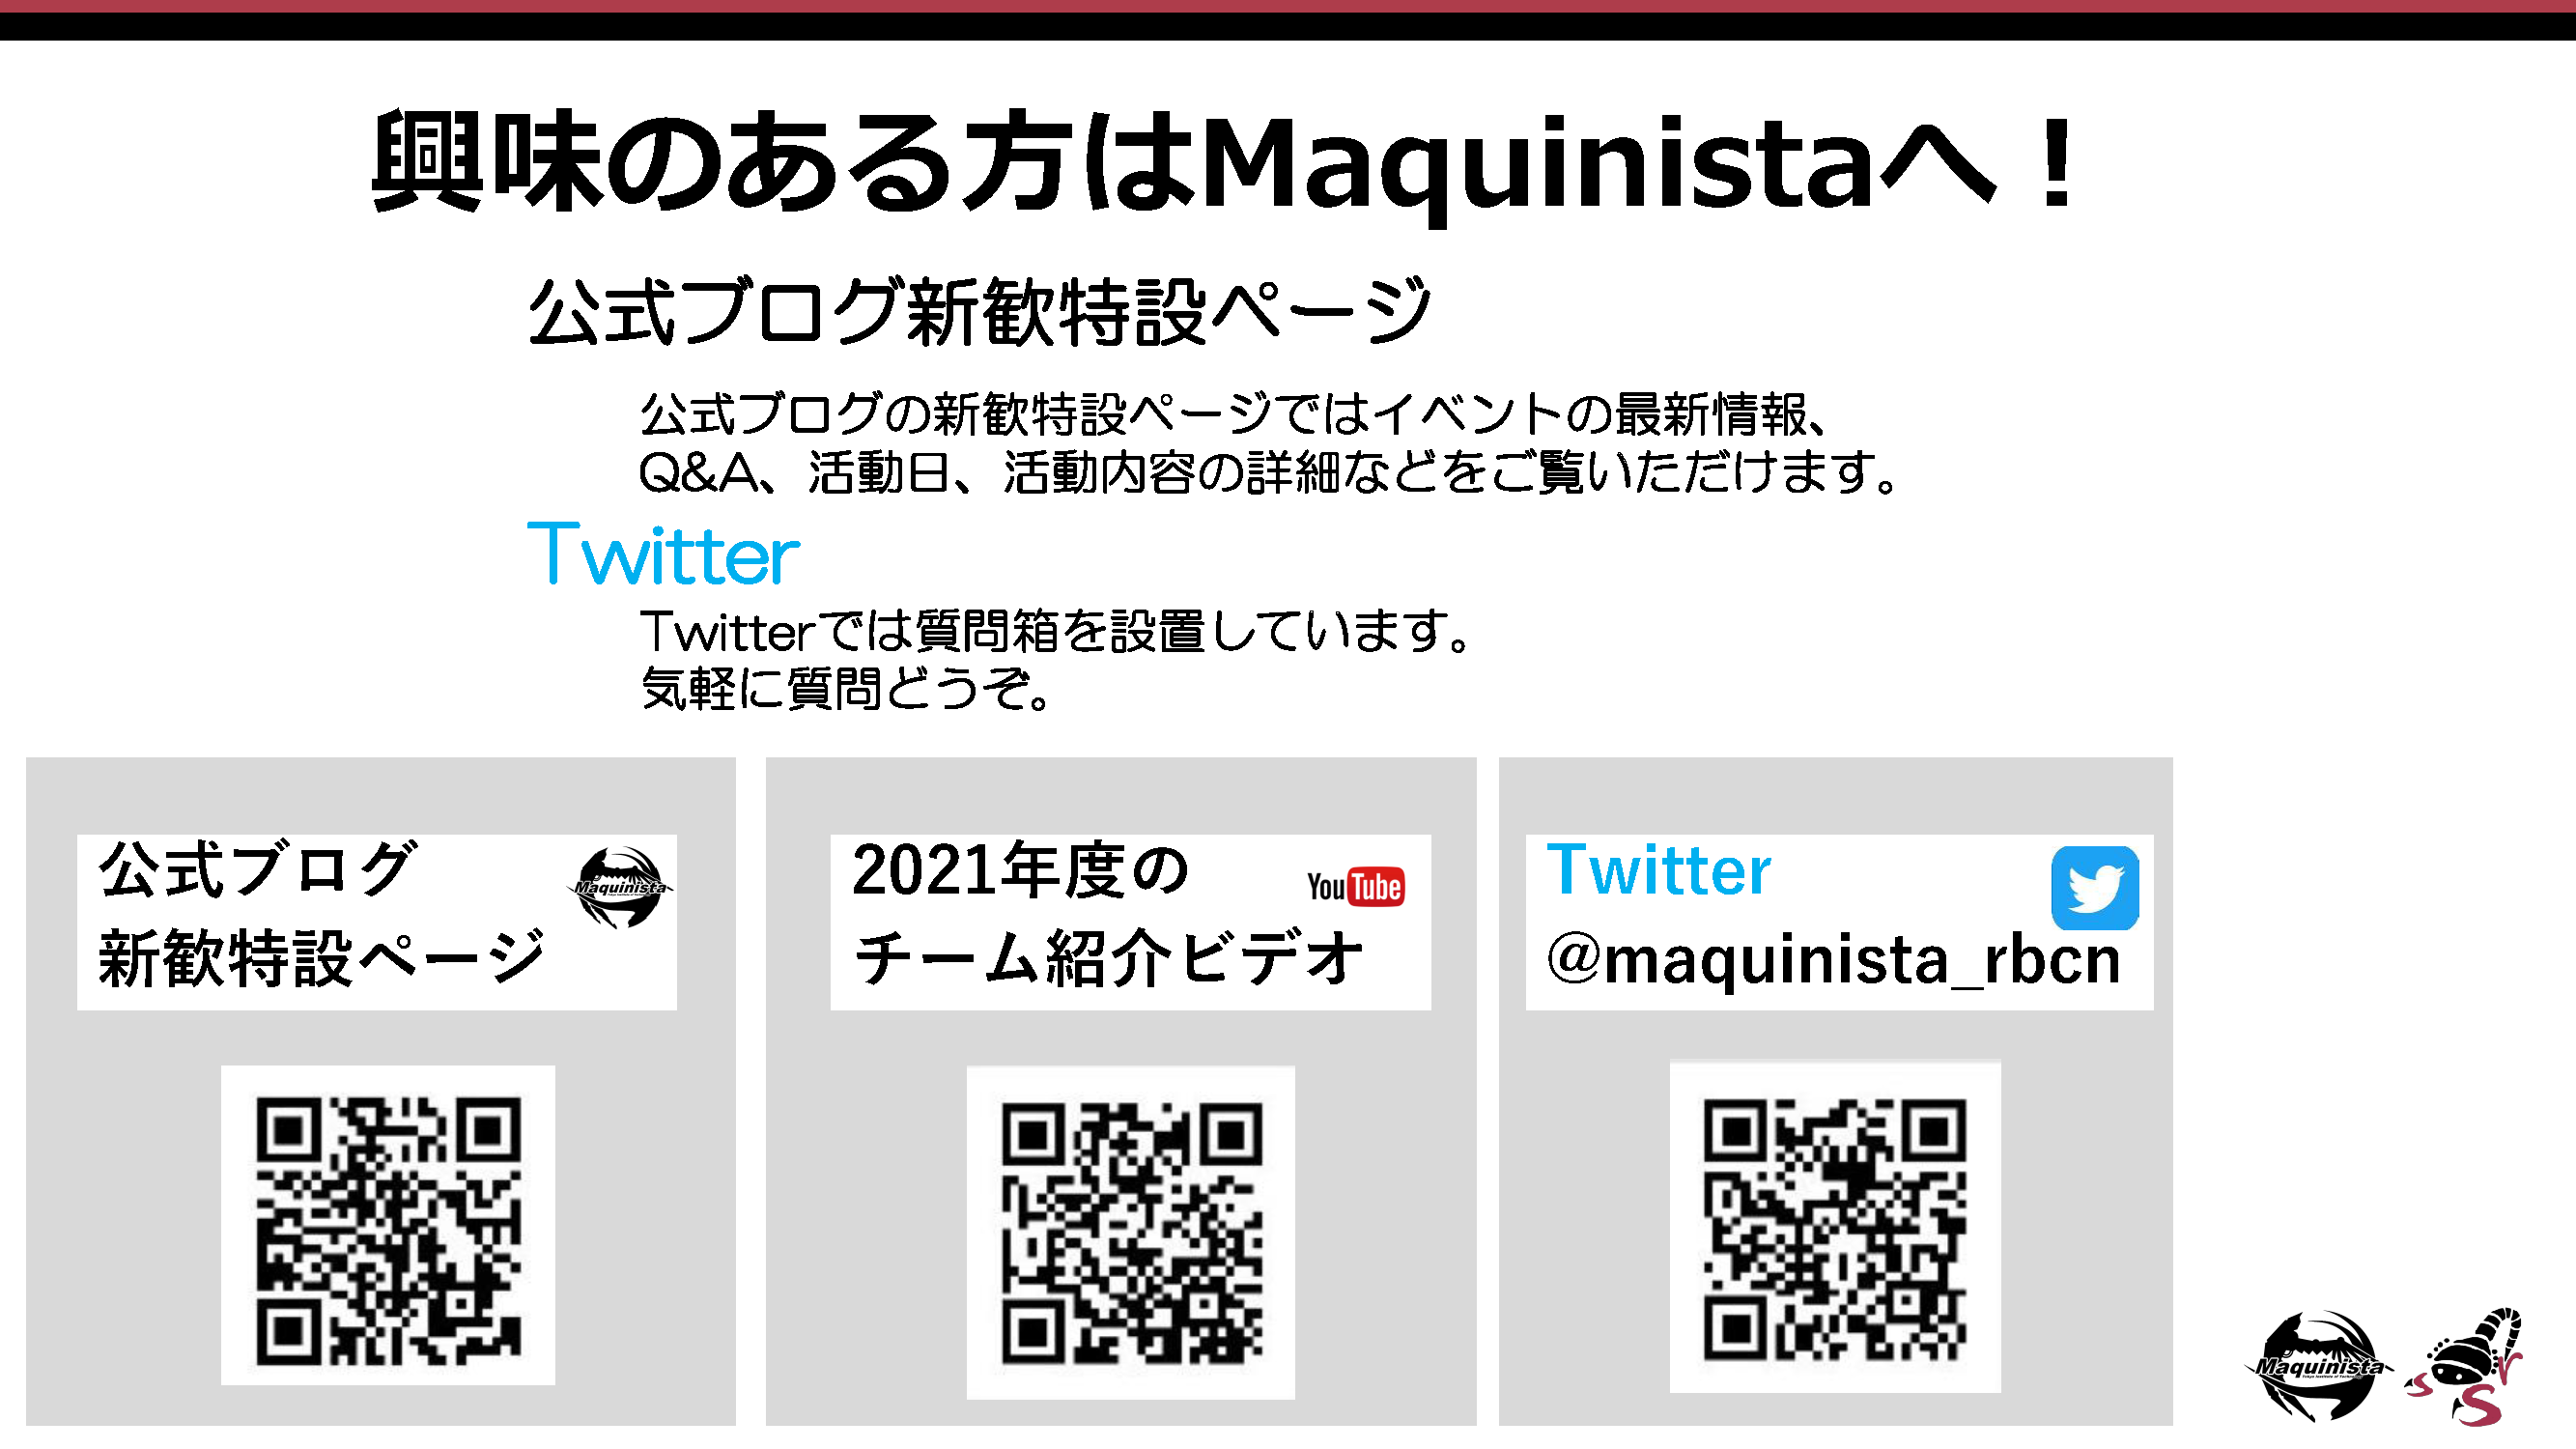 興味のある方はMaquinistaへ！
公式ブログ新歓特設ページ
公式ブログの新歓特設ページではイベントの最新情報、
Q&A、活動日、活動内容の詳細などをご覧いただけます。
Twitter
Twitterでは質問箱を設置しています。
気軽に質問どうぞ。
公式ブログ
新歓特設ページ
Maquinista
2021年度の
チーム紹介ビデオ
YouTube
Twitter
@maquinista_rbcn
Maquinista
Tokyo Institute of Technology
sSr